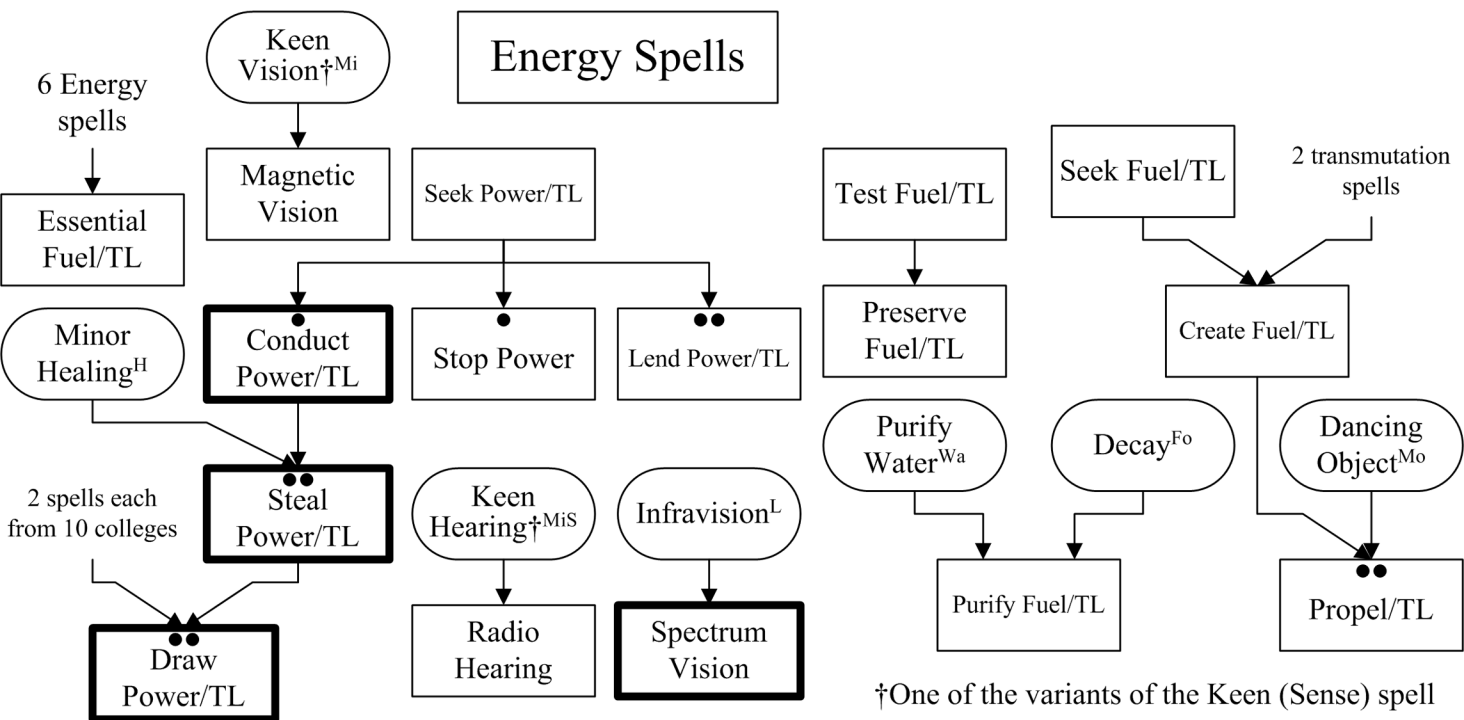 Energy Spells
6 Energy
spells
Keen
Vision†Mi
Essential
Fuel/TL
Magnetic
Vision
Seek Power/TL
Test Fuel/TL
Seek Fuel/TL
2 transmutation
spells
Minor
HealingH
Conduct
Power/TL
Stop Power
Lend Power/TL
Preserve
Fuel/TL
Create Fuel/TL
2 spells each
from 10 colleges
Steal
Power/TL
Keen
Hearing†MiS
InfravisionL
Purify
WaterWa
DecayFo
Dancing
ObjectMo
Draw
Power/TL
Radio
Hearing
Spectrum
Vision
Purify Fuel/TL
Propel/TL
†One of the variants of the Keen (Sense) spell